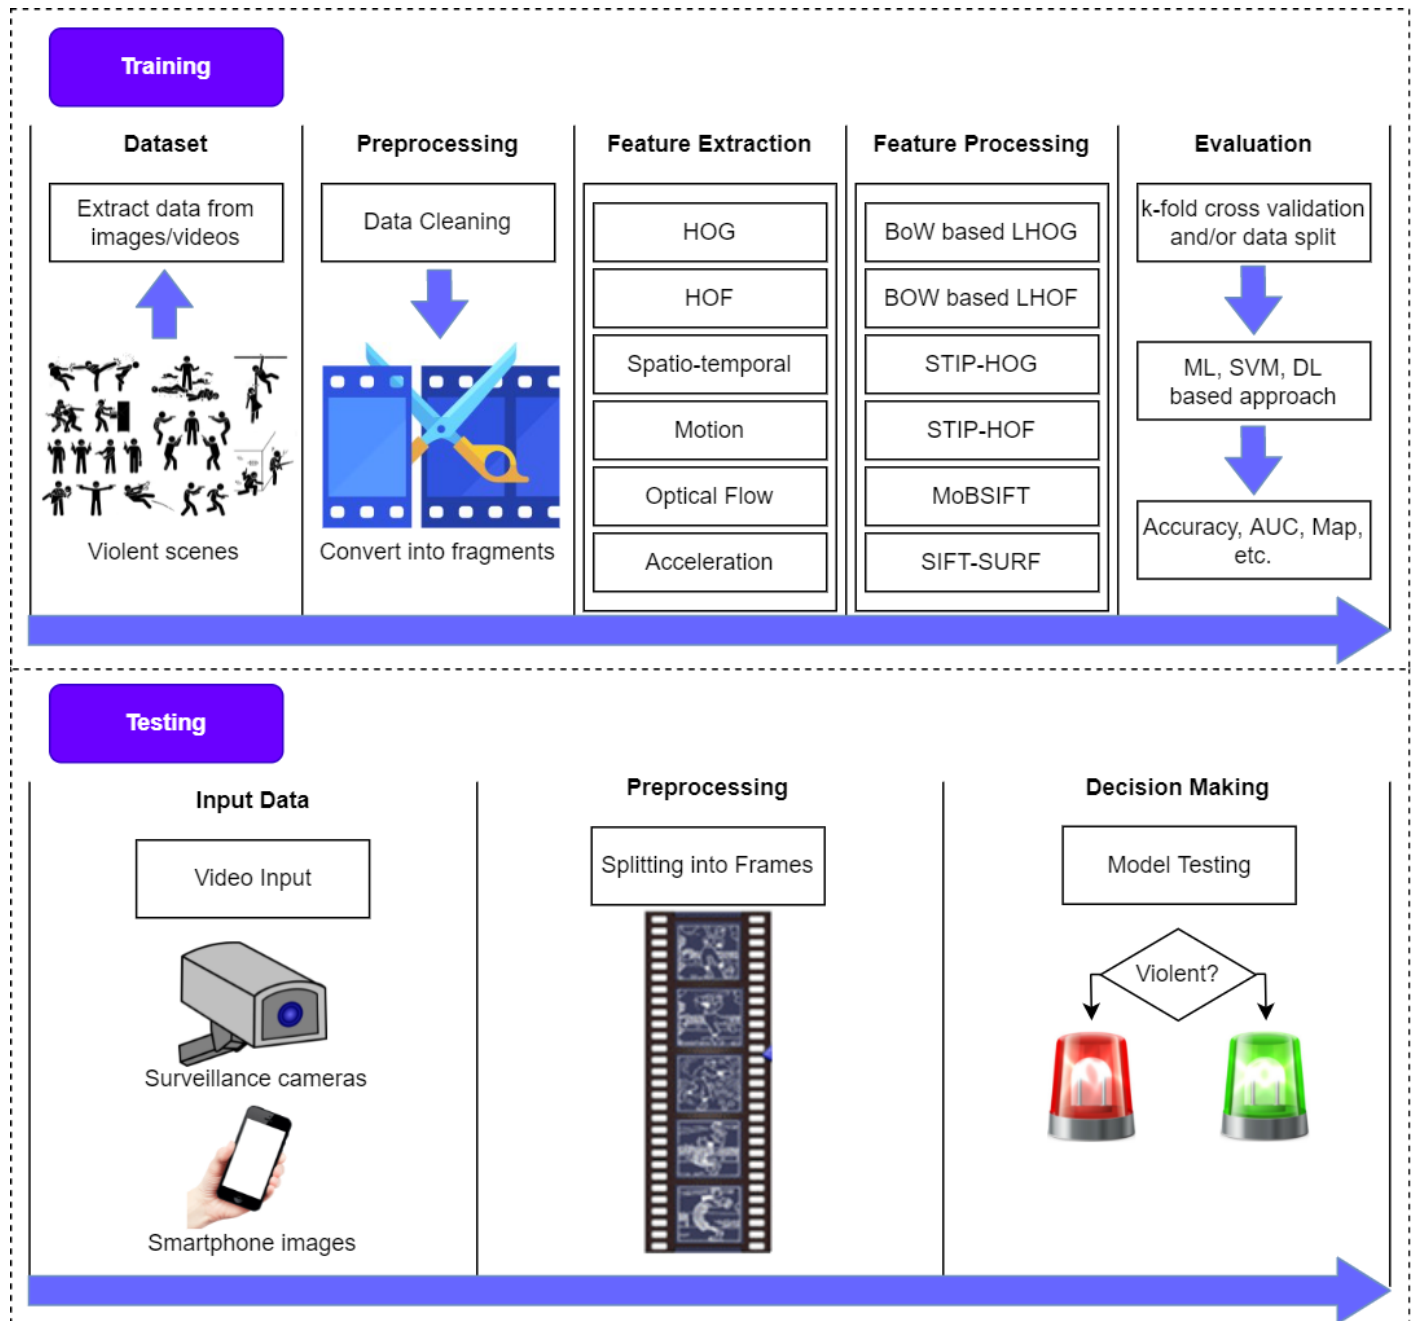 Training
Dataset
Extract data from
images/videos
Violent scenes
Preprocessing
Data Cleaning
Convert into fragments
Feature Extraction
HOG
HOF
Spatio-temporal
Motion
Optical Flow
Acceleration
Feature Processing
BoW based LHOG
BOW based LHOF
STIP-HOG
STIP-HOF
MoBSIFT
SIFT-SURF
Evaluation
k-fold cross validation
and/or data split
ML, SVM, DL
based approach
Accuracy, AUC, Map,
etc.
Testing
Input Data
Video Input
Surveillance cameras
Smartphone images
Preprocessing
Splitting into Frames
Decision Making
Model Testing
Violent?